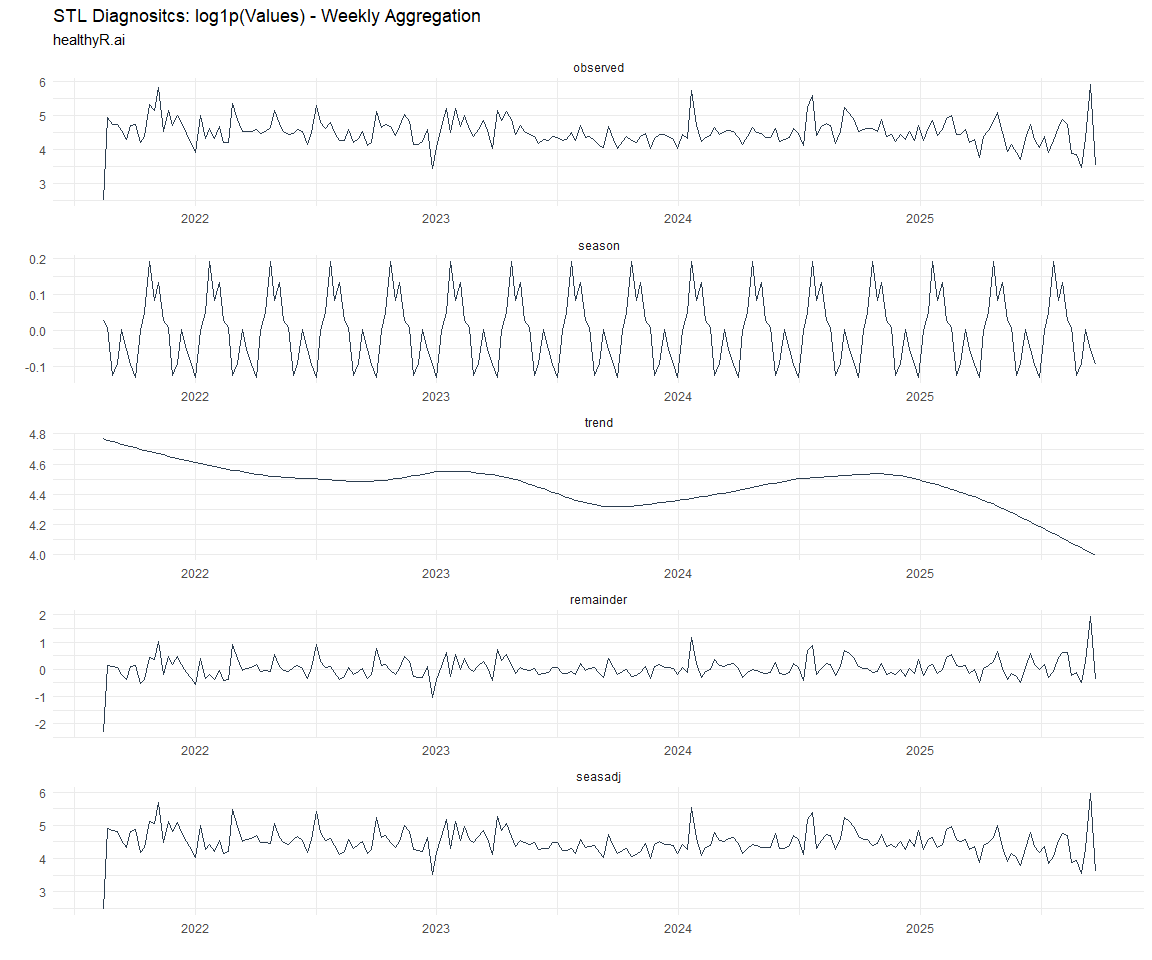 STL Diagnositcs: log1p(Values) - Weekly Aggregation
healthyR.ai
observed
6
5
4
3
2022 2023 2024 2025
season
0.2
0.1
0.0
-0.1
2022 2023 2024 2025
trend
4.8
4.6
4.4
4.2
4.0
2022 2023 2024 2025
remainder
2
1
0
-1
-2
2022 2023 2024 2025
seasadj
6
5
4
3
2022 2023 2024 2025